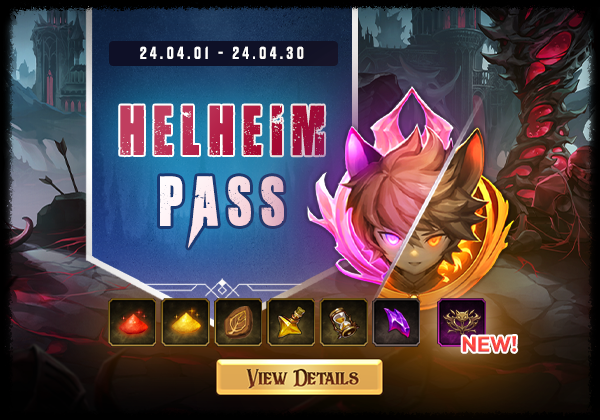 24.04.01 - 24.04.30
HELHEIM
PASS
NEW!
VIEW DETAILS